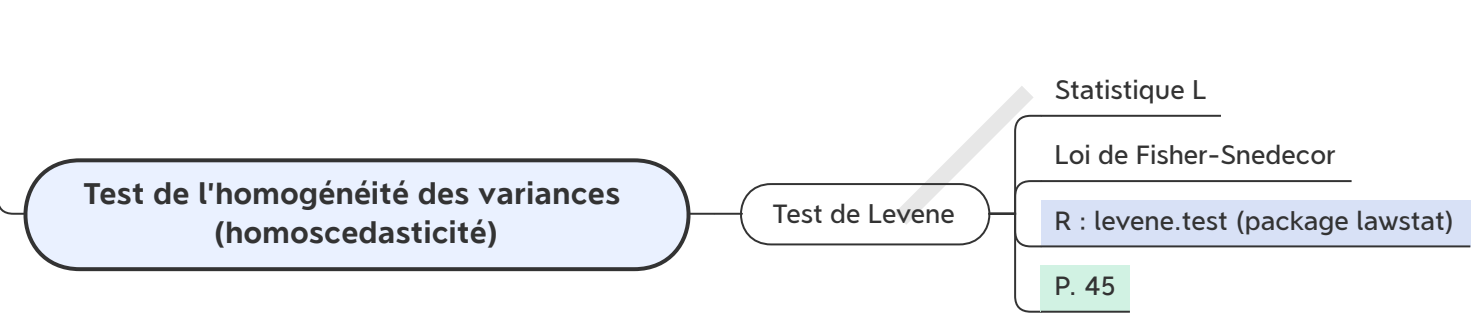 Test de l'homogénéité des variances
(homoscedasticité)
Test de Levene
Statistique L
Loi de Fisher-Snedecor
R : levene.test (package lawstat)
P. 45